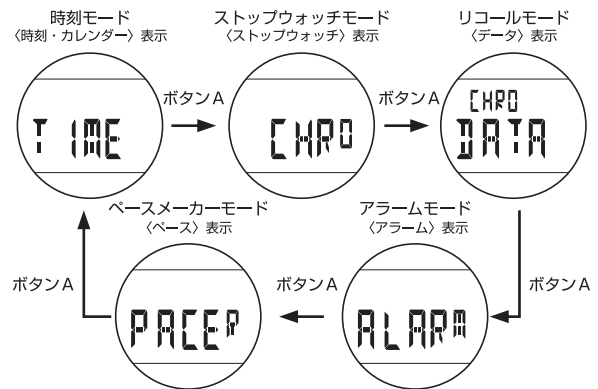 時刻モード
〈時刻・カレンダー〉表示
TIME
ボタンA
ストップウォッチモード
〈ストップウォッチ〉表示
CHRO
ボタンA
リコールモード
〈データ〉表示
CHRO
DATA
ボタンA
アラームモード
〈アラーム〉表示
ALARM
ボタンA
ペースメーカーモード
〈ペース〉表示
PACER
ボタンA